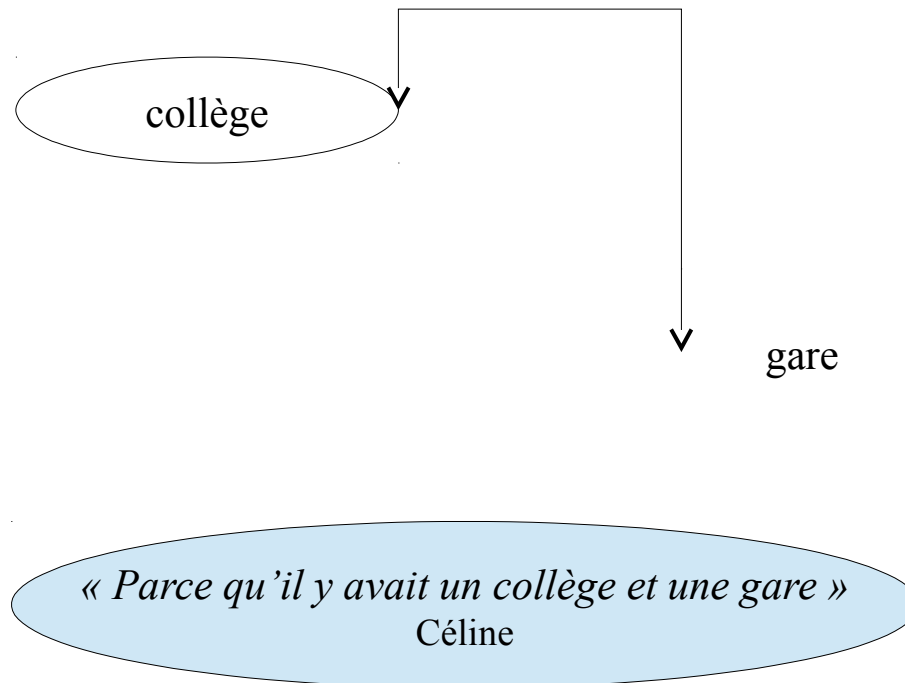 collège
gare
« Parce qu’il y avait un collège et une gare »
Céline